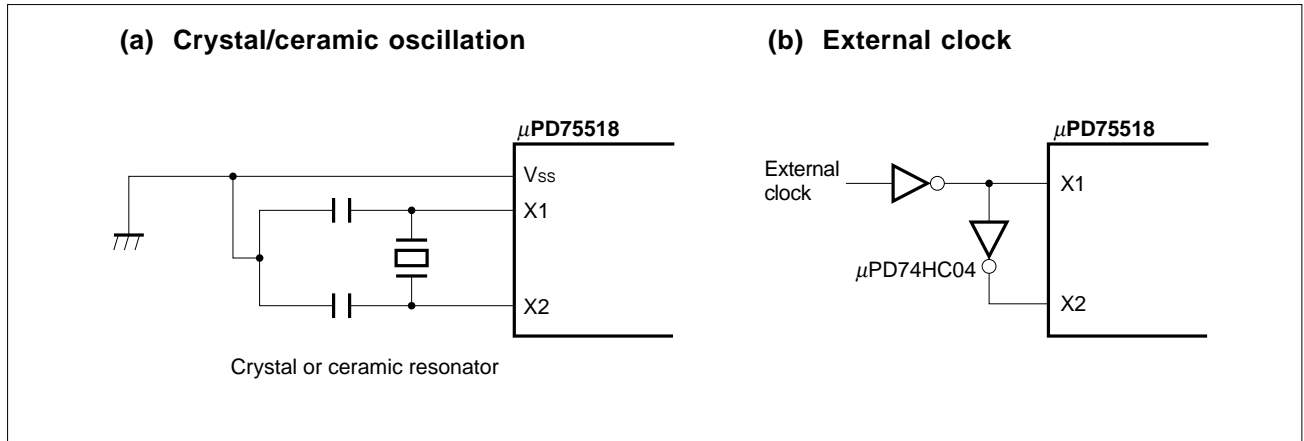 (a) Crystal/ceramic oscillation
μPD75518
VSS
X1
X2
Crystal or ceramic resonator
(b) External clock
μPD75518
External
clock
X1
μPD74HC04
X2